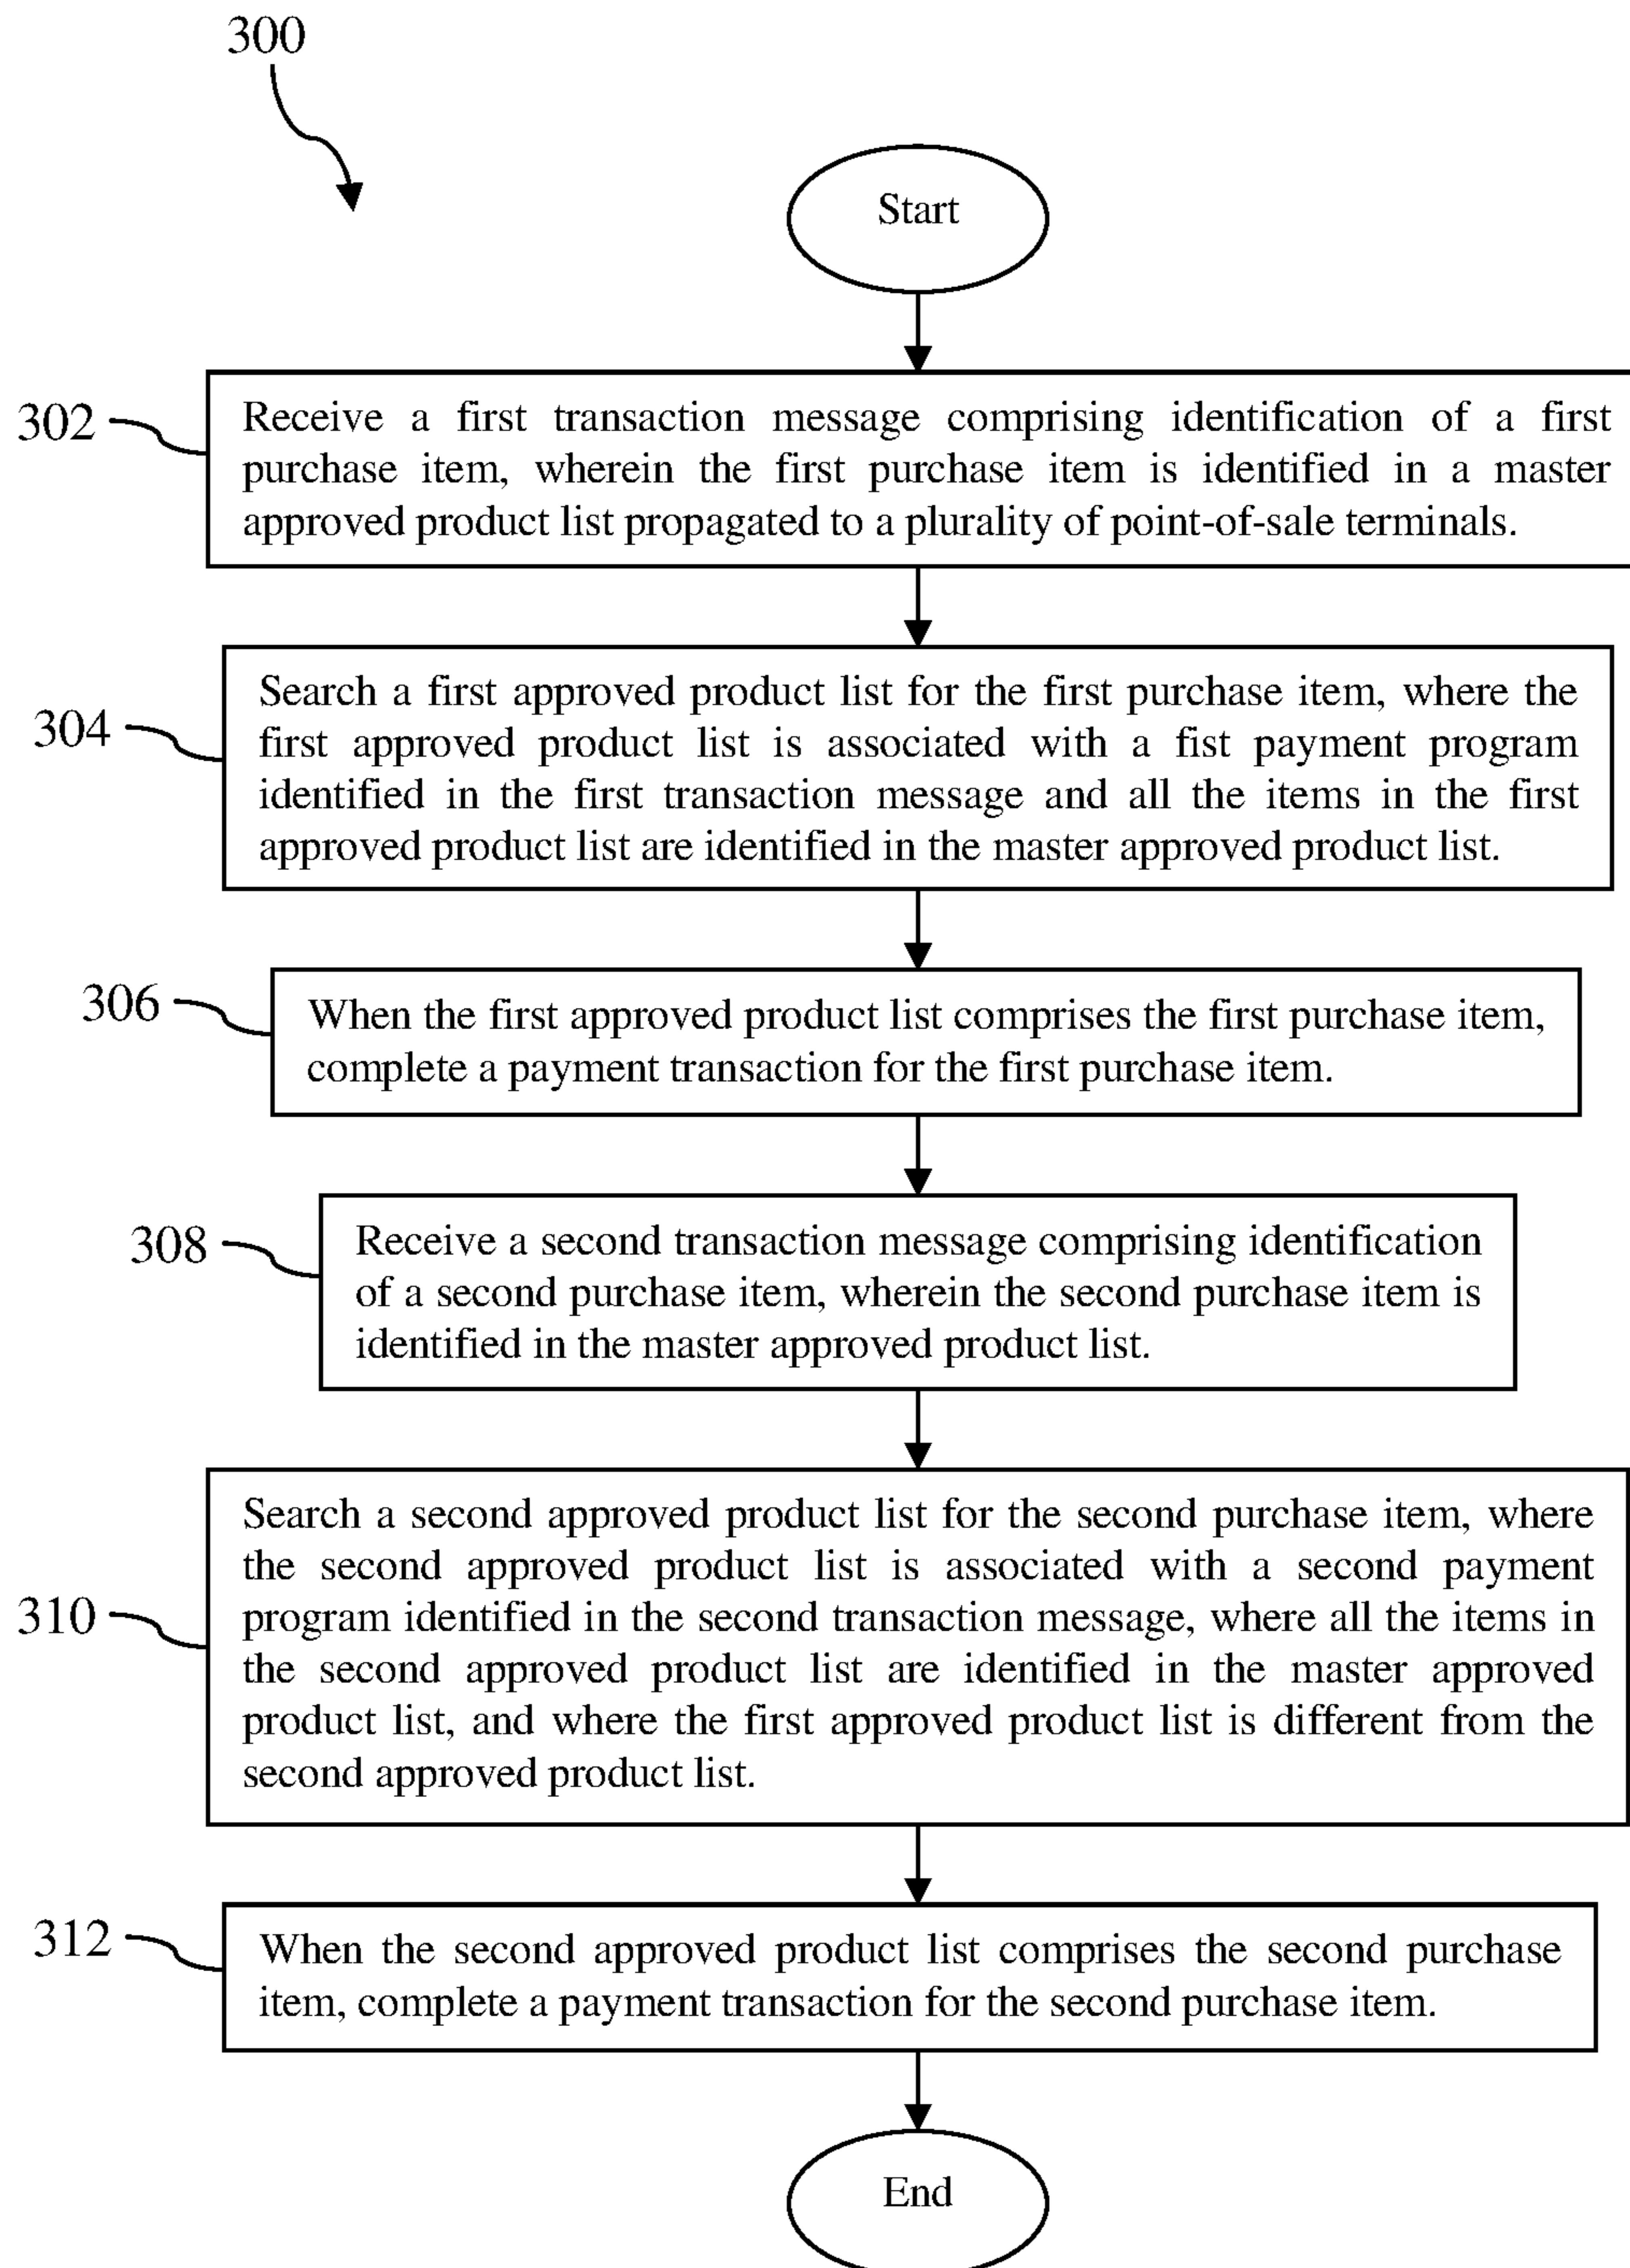 300
Start
302
Receive a first transaction message comprising identification of a first
purchase item, wherein the first purchase item is identified in a master
approved product list propagated to a plurality of point-of-sale terminals.
304
Search a first approved product list for the first purchase item, where the
first approved product list is associated with a fist payment program
identified in the first transaction message and all the items in the first
approved product list are identified in the master approved product list.
306
When the first approved product list comprises the first purchase item,
complete a payment transaction for the first purchase item.
308
Receive a second transaction message comprising identification
of a second purchase item, wherein the second purchase item is
identified in the master approved product list.
310
Search a second approved product list for the second purchase item, where
the second approved product list is associated with a second payment
program identified in the second transaction message, where all the items in
the second approved product list are identified in the master approved
product list, and where the first approved product list is different from the
second approved product list.
312
When the second approved product list comprises the second purchase
item, complete a payment transaction for the second purchase item.
End